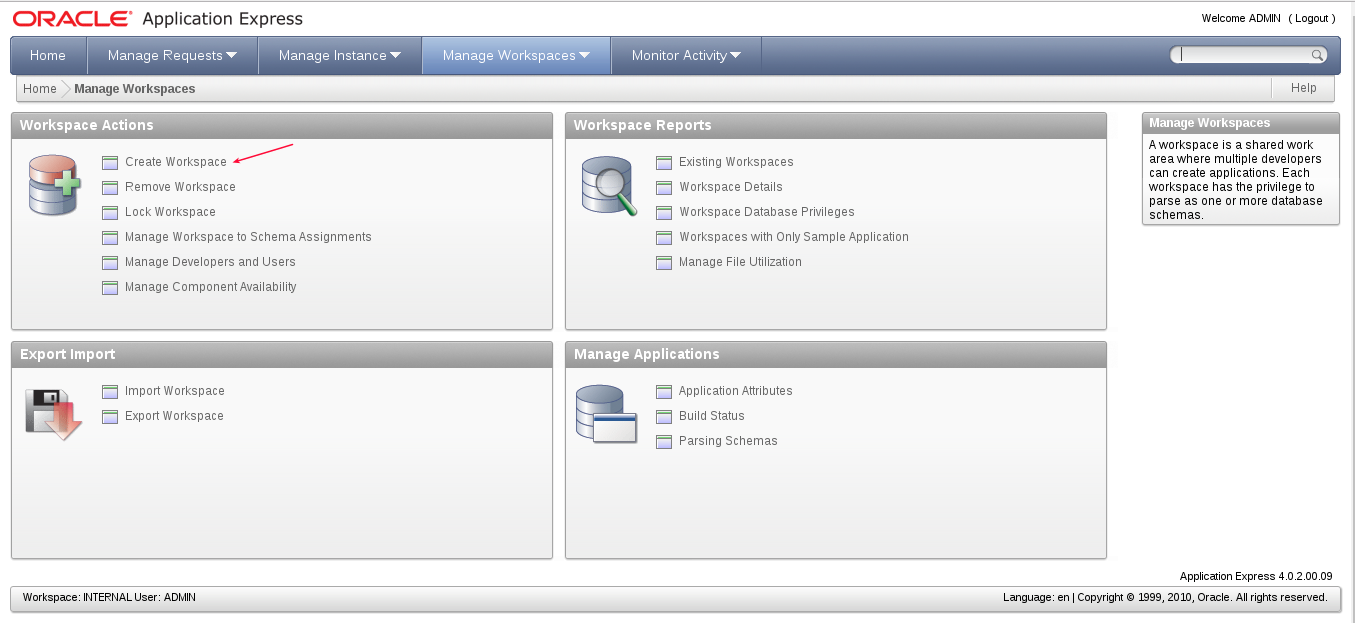 ORACLE® Application Express
Welcome ADMIN ( Logout )
Home
Manage Requests
Manage Instance
Manage Workspaces
Monitor Activity
Home
Manage Workspaces
Help
Workspace Actions
Create Workspace
Remove Workspace
Lock Workspace
Manage Workspace to Schema Assignments
Manage Developers and Users
Manage Component Availability
Workspace Reports
Existing Workspaces
Workspace Details
Workspace Database Privileges
Workspaces with Only Sample Application
Manage File Utilization
Manage Workspaces
A workspace is a shared work
area where multiple developers
can create applications. Each
workspace has the privilege to
parse as one or more database
schemas.
Export Import
Import Workspace
Export Workspace
Manage Applications
Application Attributes
Build Status
Parsing Schemas
Application Express 4.0.2.00.09
Workspace: INTERNAL User: ADMIN
Language: en | Copyright © 1999, 2010, Oracle. All rights reserved.